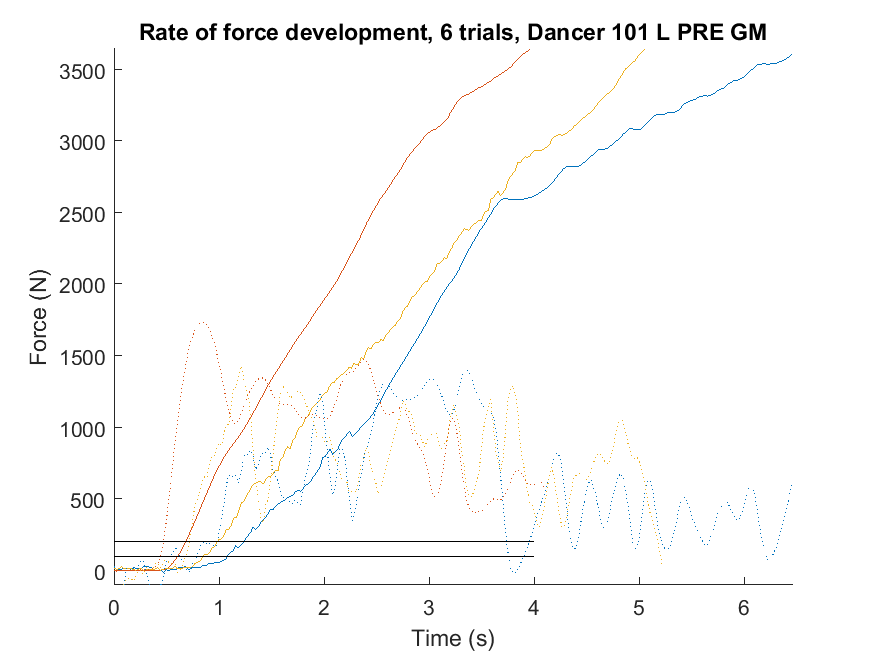 Rate of force development, 6 trials, Dancer 101 L PRE GM
3500
3000
2500
2000
1500
1000
500
0
Force (N)
0 1 2 3 4 5 6
Time (s)